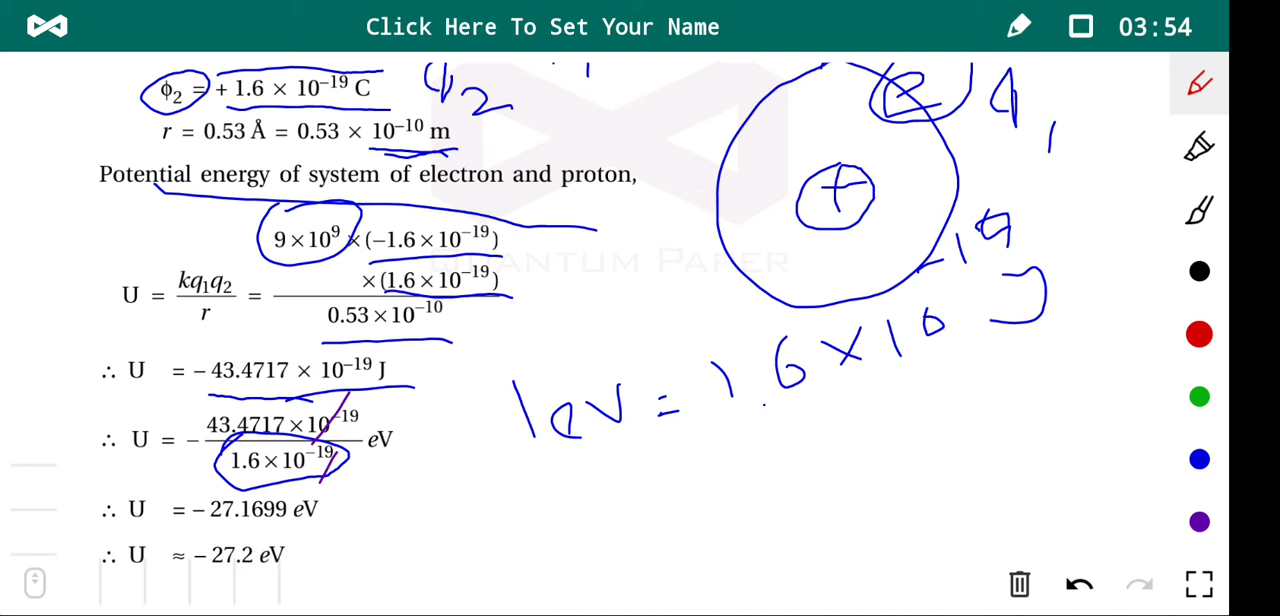 Click Here To Set Your Name
03:54
ϕ₂ = + 1.6 × 10⁻¹⁹ C
r = 0.53 Å = 0.53 × 10⁻¹⁰ m
Potential energy of system of electron and proton,
U = kq₁q₂ / r = 9×10⁹ × (−1.6×10⁻¹⁹) × (1.6×10⁻¹⁹) / 0.53×10⁻¹⁰
∴ U = − 43.4717 × 10⁻¹⁹ J
∴ U = − 43.4717×10⁻¹⁹ / 1.6×10⁻¹⁹ eV
∴ U = − 27.1699 eV
∴ U ≈ − 27.2 eV
QUANTUM PAPER
e
+
1eV = 1.6 × 10⁻¹⁹ J